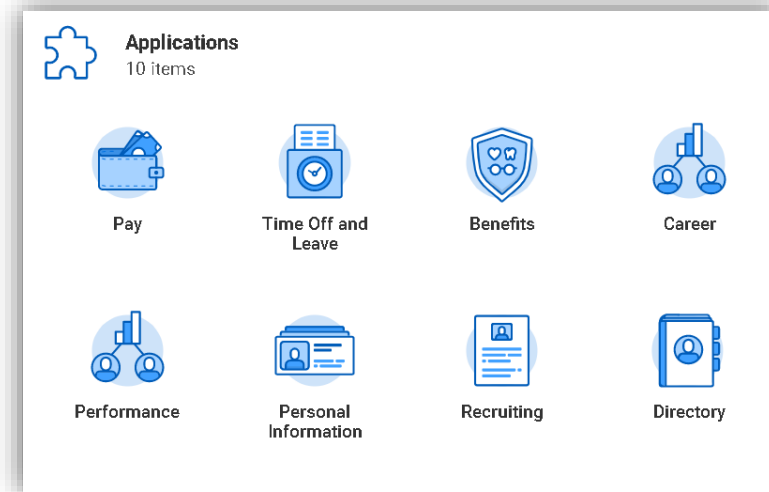 Applications
10 items
Pay
Time Off and
Leave
Benefits
Career
Performance
Personal
Information
Recruiting
Directory